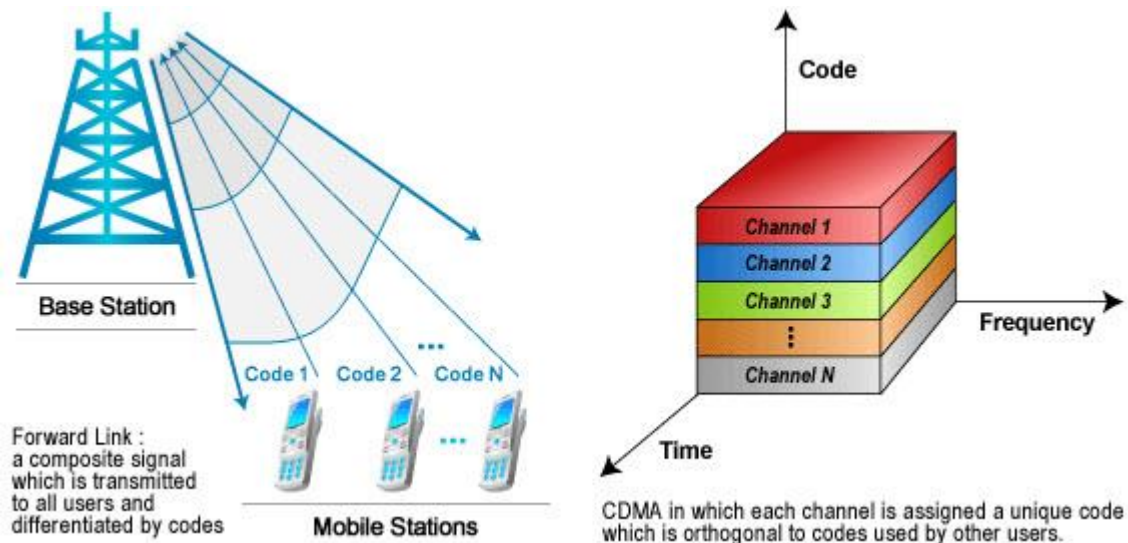 Base Station
Code 1
Code 2
...
Code N
...
Forward Link :
a composite signal
which is transmitted
to all users and
differentiated by codes
Mobile Stations
Code
Channel 1
Channel 2
Channel 3
⋮
Channel N
Frequency
Time
CDMA in which each channel is assigned a unique code
which is orthogonal to codes used by other users.